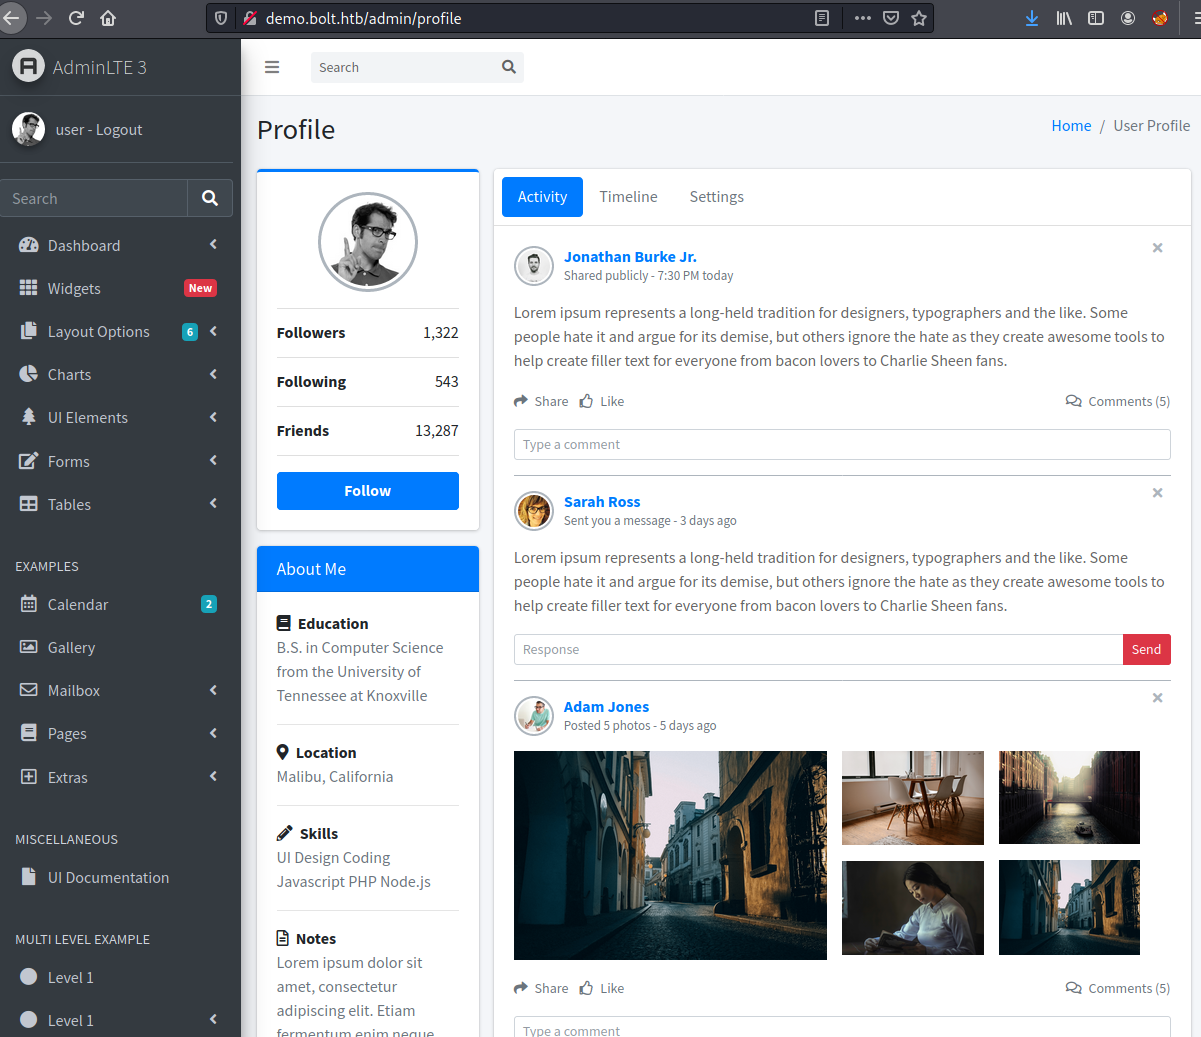 demo.bolt.htb/admin/profile
AdminLTE 3
user - Logout
Search
Dashboard
Widgets New
Layout Options 6
Charts
UI Elements
Forms
Tables
EXAMPLES
Calendar 2
Gallery
Mailbox
Pages
Extras
MISCELLANEOUS
UI Documentation
MULTI LEVEL EXAMPLE
Level 1
Level 1
Search
Profile
Home / User Profile
Followers 1,322
Following 543
Friends 13,287
Follow
About Me
Education
B.S. in Computer Science
from the University of
Tennessee at Knoxville
Location
Malibu, California
Skills
UI Design Coding
Javascript PHP Node.js
Notes
Lorem ipsum dolor sit
amet, consectetur
adipiscing elit. Etiam
fermentum enim neque
Activity Timeline Settings
Jonathan Burke Jr.
Shared publicly - 7:30 PM today
Lorem ipsum represents a long-held tradition for designers, typographers and the like. Some
people hate it and argue for its demise, but others ignore the hate as they create awesome tools to
help create filler text for everyone from bacon lovers to Charlie Sheen fans.
Share Like Comments (5)
Type a comment
Sarah Ross
Sent you a message - 3 days ago
Lorem ipsum represents a long-held tradition for designers, typographers and the like. Some
people hate it and argue for its demise, but others ignore the hate as they create awesome tools to
help create filler text for everyone from bacon lovers to Charlie Sheen fans.
Response Send
Adam Jones
Posted 5 photos - 5 days ago
Share Like Comments (5)
Type a comment